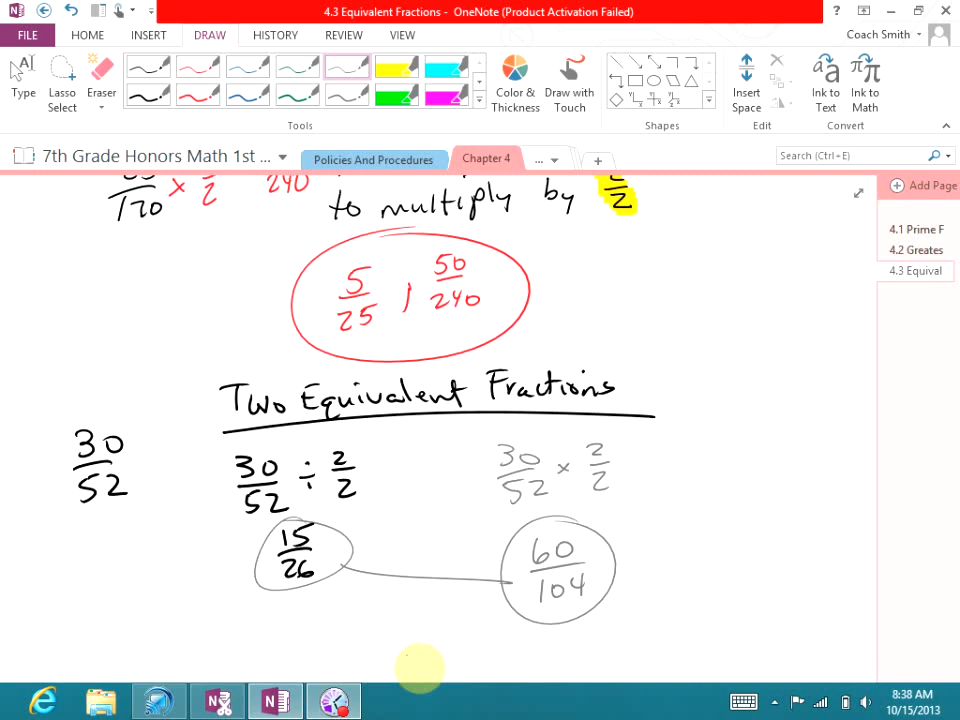 4.3 Equivalent Fractions - OneNote (Product Activation Failed)
?
FILE HOME INSERT DRAW HISTORY REVIEW VIEW
Coach Smith
Type
Lasso Select
Eraser
Color & Thickness
Draw with Touch
Insert Space
Ink to Text
Ink to Math
Tools Shapes Edit Convert
7th Grade Honors Math 1st ...
Policies And Procedures
Chapter 4
...
+
Search (Ctrl+E)
Add Page
4.1 Prime F
4.2 Greates
4.3 Equival
/120 × /2 240
to multiply by /2
5/25 , 50/240
Two Equivalent Fractions
30/52
30/52 ÷ 2/2
30/52 × 2/2
15/26
60/104
8:38 AM
10/15/2013